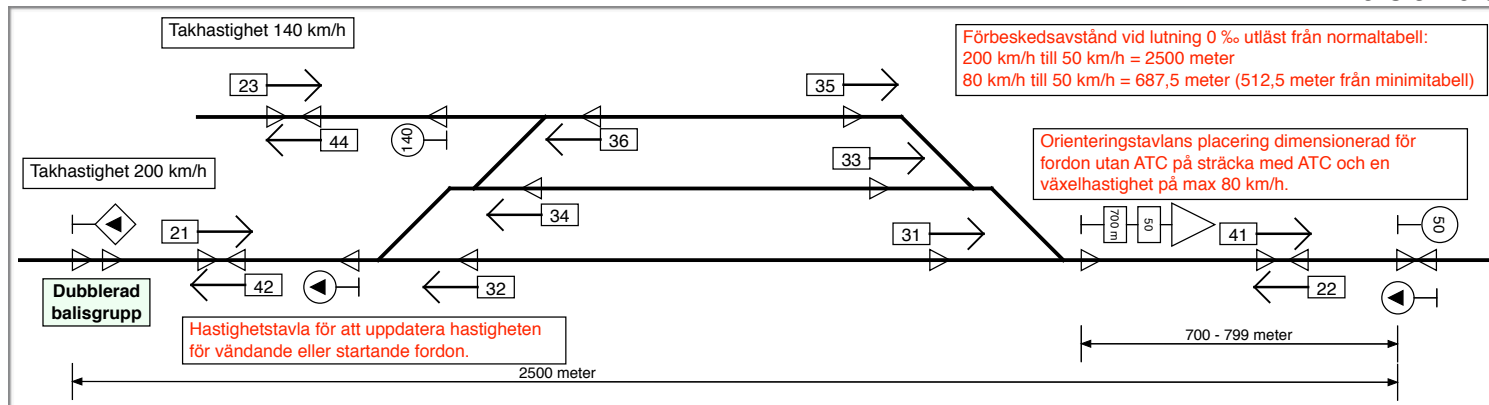 Takhastighet 140 km/h
Förbeskedsavstånd vid lutning 0 ‰ utläst från normaltabell:
200 km/h till 50 km/h = 2500 meter
80 km/h till 50 km/h = 687,5 meter (512,5 meter från minimitabell)
23
35
44
140
36
33
Orienteringstavlans placering dimensionerad för
fordon utan ATC på sträcka med ATC och en
växelhastighet på max 80 km/h.
Takhastighet 200 km/h
34
21
31
700 m
50
41
50
Dubblerad
balisgrupp
42
32
22
Hastighetstavla för att uppdatera hastigheten
för vändande eller startande fordon.
700 - 799 meter
2500 meter